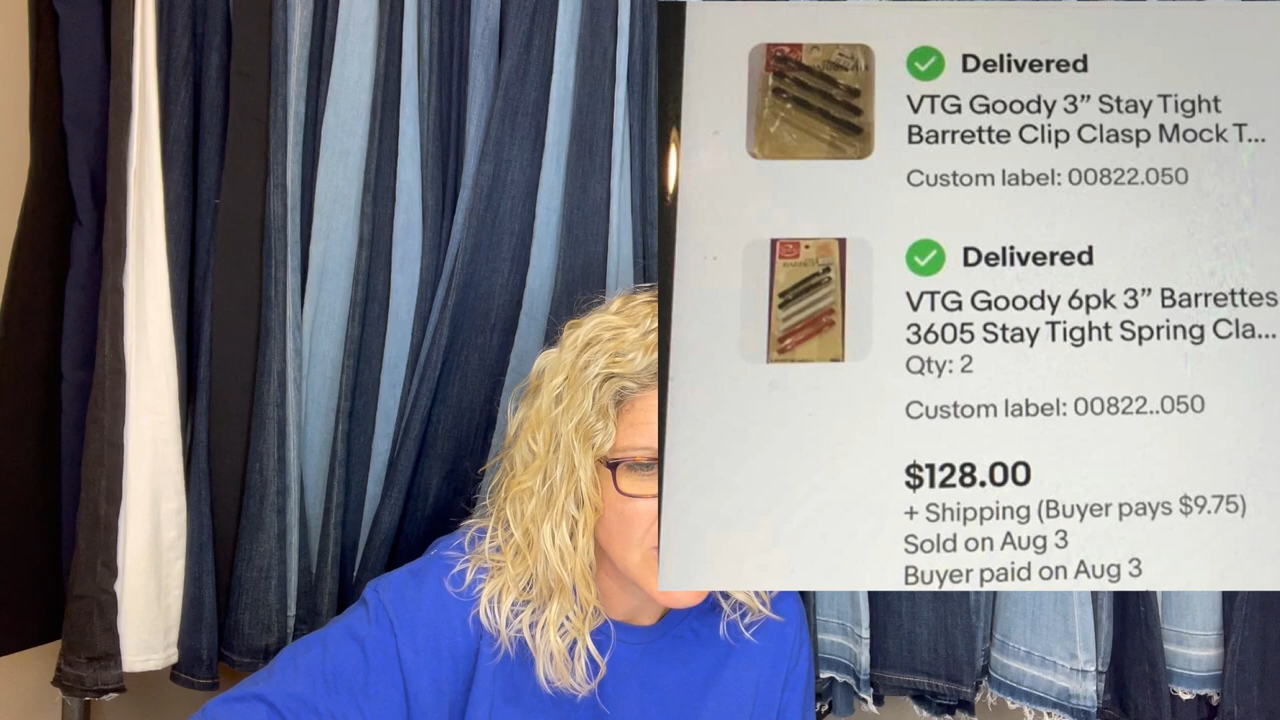 Delivered
VTG Goody 3” Stay Tight
Barrette Clip Clasp Mock T...
Custom label: 00822.050
Delivered
VTG Goody 6pk 3” Barrettes
3605 Stay Tight Spring Cla...
Qty: 2
Custom label: 00822..050
$128.00
+ Shipping (Buyer pays $9.75)
Sold on Aug 3
Buyer paid on Aug 3